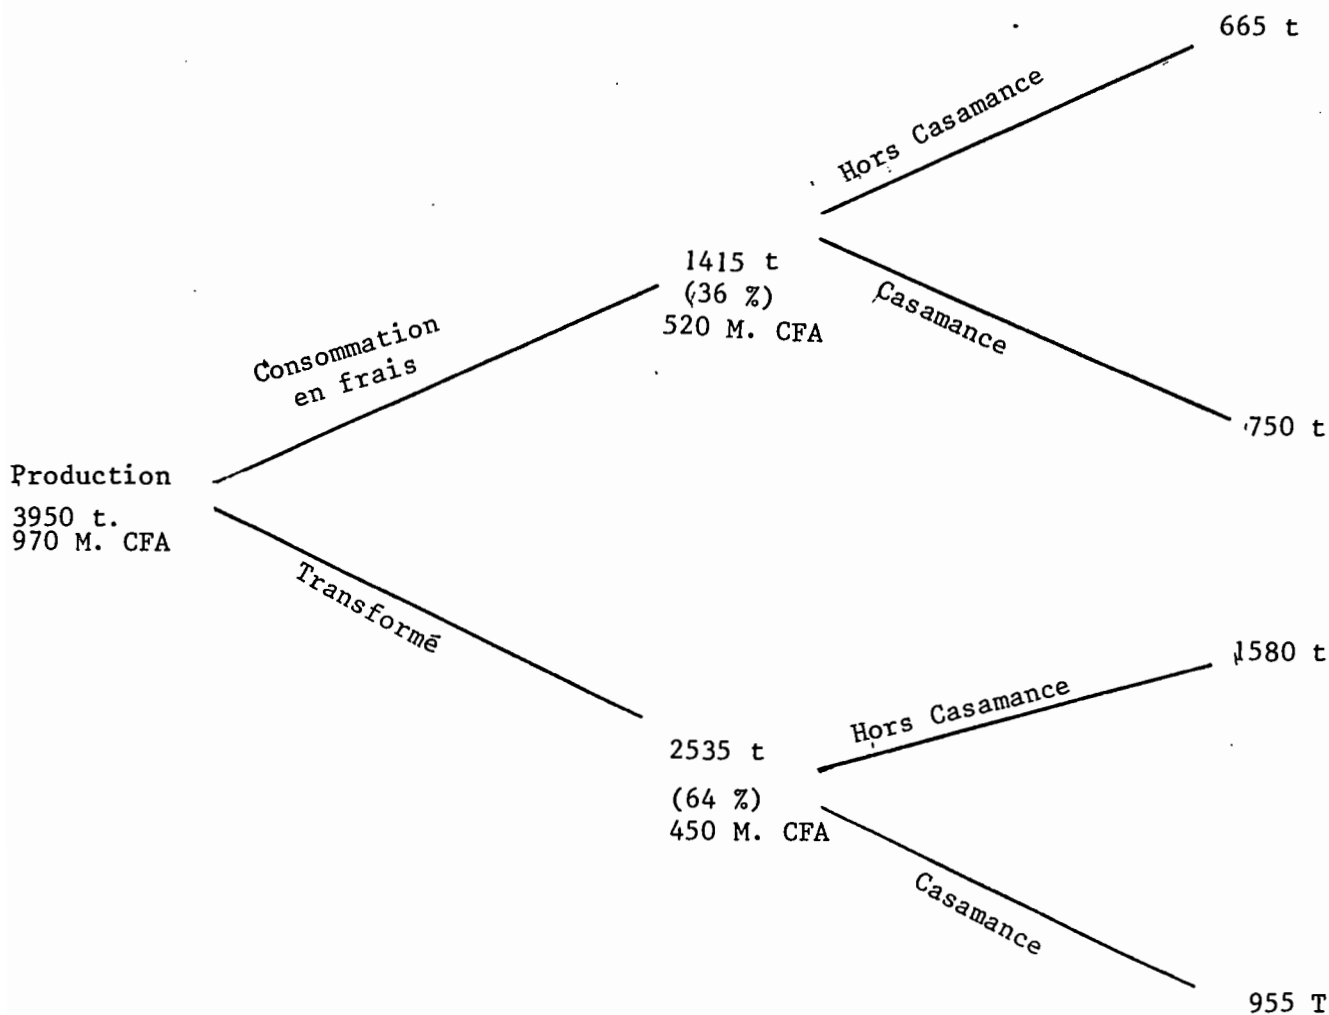 665 t
Hors Casamance
1415 t
(36 %)
520 M. CFA
Casamance
750 t
Consommation
en frais
Production
3950 t.
970 M. CFA
Transformé
2535 t
(64 %)
450 M. CFA
Hors Casamance
1580 t
Casamance
955 T